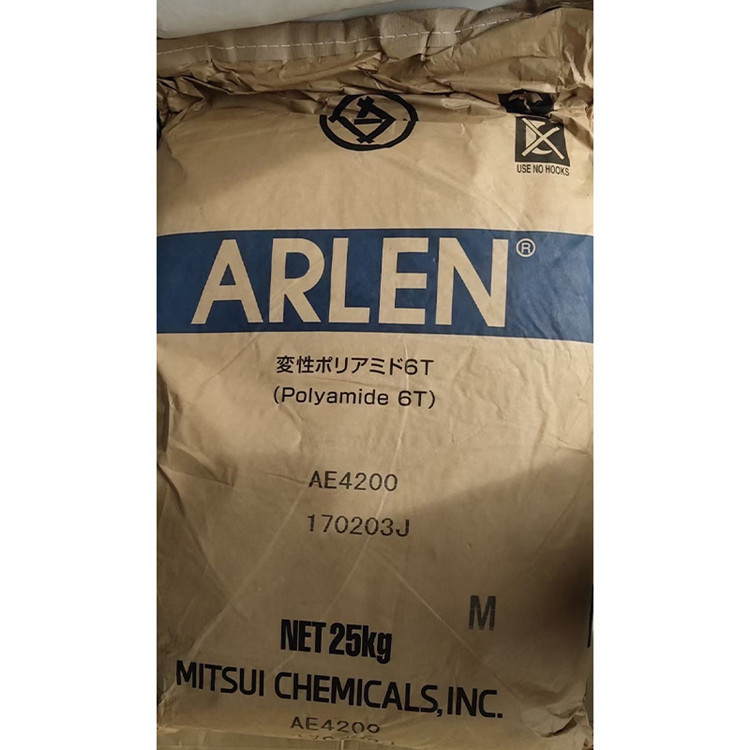 USE NO HOOKS
ARLEN®
変性ポリアミド6T
(Polyamide 6T)
AE4200
170203J
M
NET 25kg
MITSUI CHEMICALS, INC.
AE4200